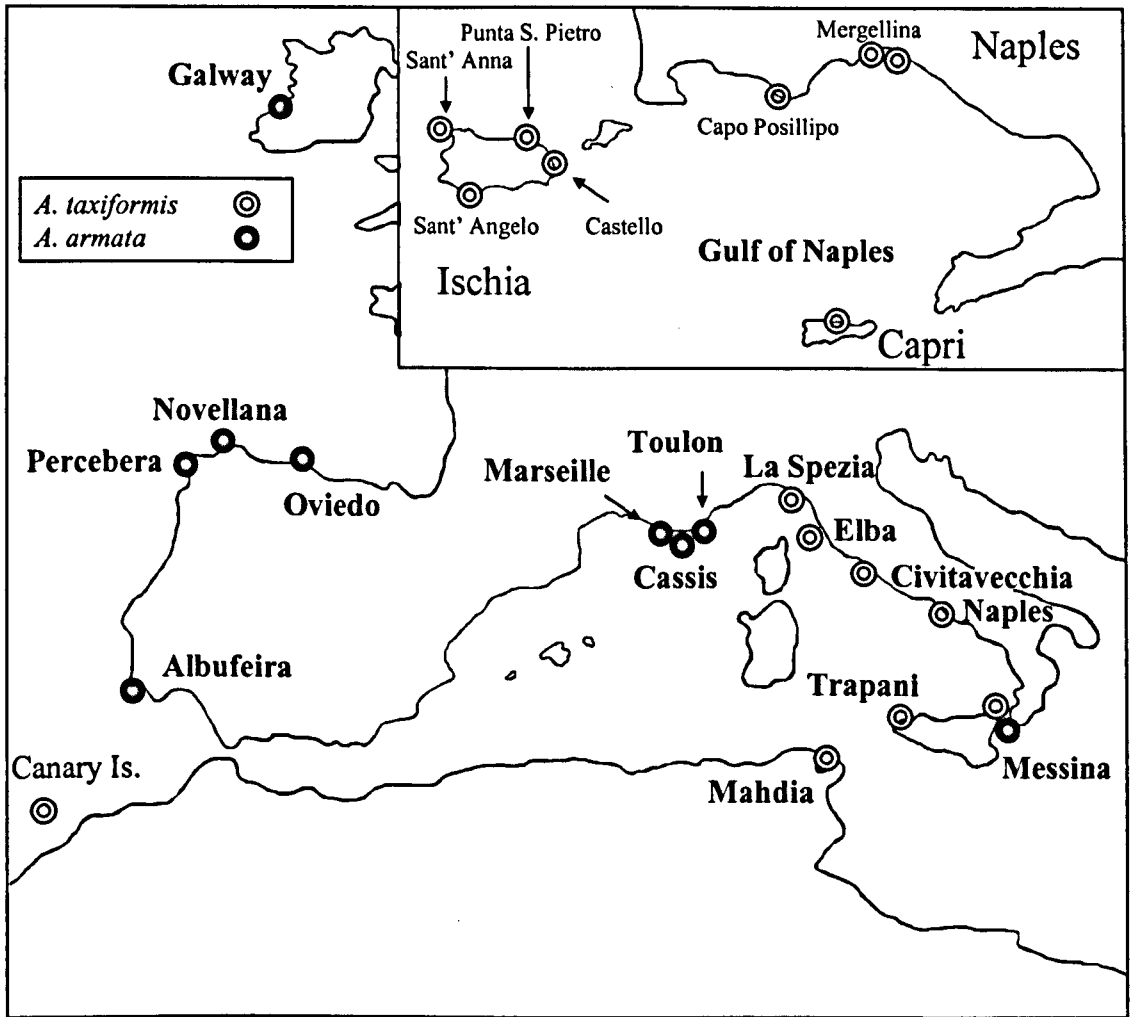 Punta S. Pietro
Sant' Anna
Mergellina
Naples
Galway
Capo Posillipo
A. taxiformis
A. armata
Sant' Angelo
Castello
Gulf of Naples
Ischia
Capri
Novellana
Percebera
Oviedo
Toulon
Marseille
La Spezia
Elba
Cassis
Civitavecchia
Naples
Albufeira
Trapani
Canary Is.
Mahdia
Messina